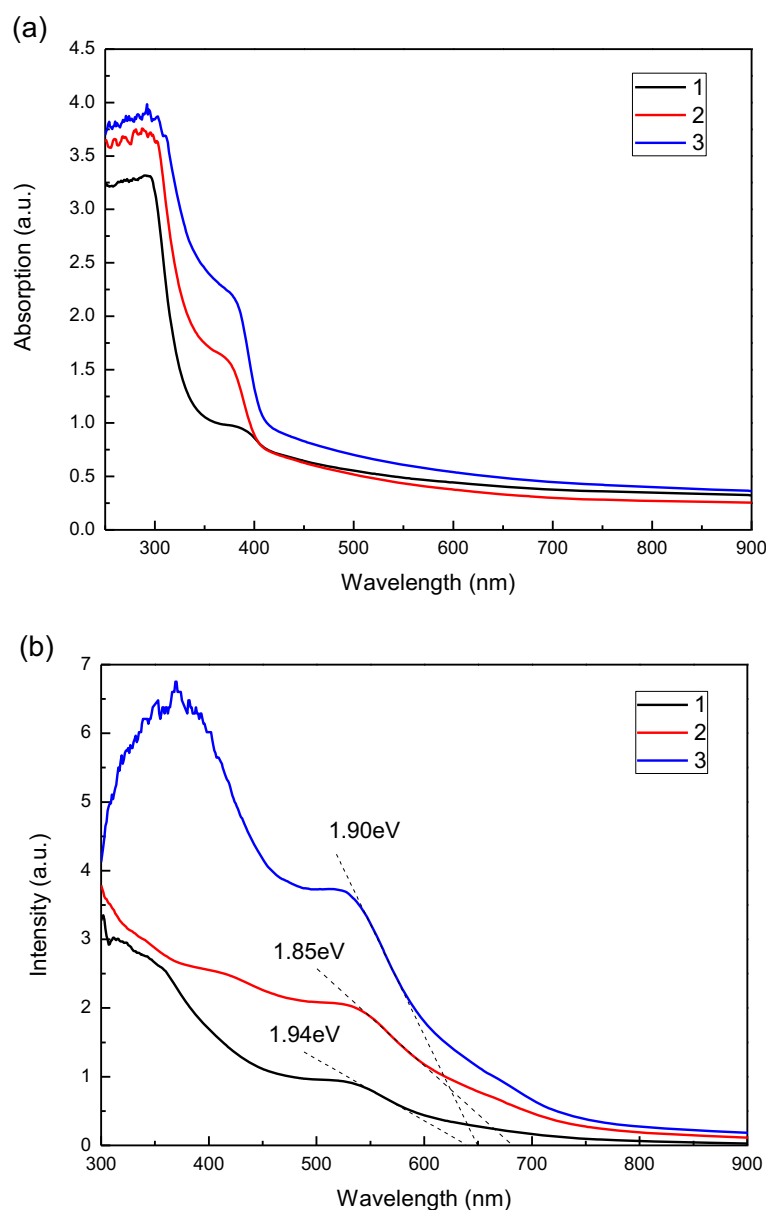 (a)
4.5
4.0
3.5
3.0
2.5
2.0
1.5
1.0
0.5
0.0
Absorption (a.u.)
1
2
3
300 400 500 600 700 800 900
Wavelength (nm)
(b)
7
6
5
4
3
2
1
0
Intensity (a.u.)
1
2
3
1.90eV
1.85eV
1.94eV
300 400 500 600 700 800 900
Wavelength (nm)